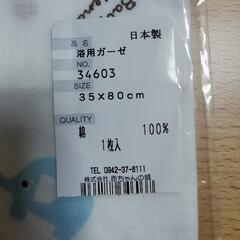 日本製
品名 浴用ガーゼ
NO. 34603
SIZE 35×80cm
QUALITY
綿 100%
1枚入
TEL 0942-37-8111
株式会社 赤ちゃんの城